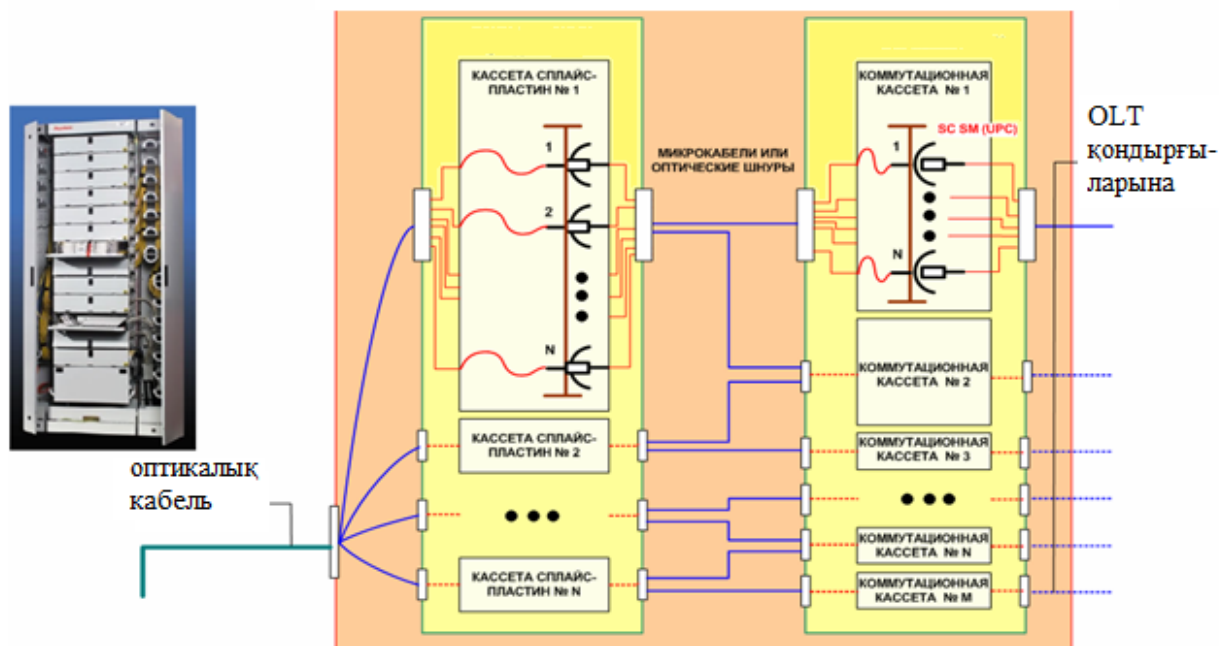 КАССЕТА СПЛАЙС-
ПЛАСТИН № 1
1
2
N
КАССЕТА СПЛАЙС-
ПЛАСТИН № 2
КАССЕТА СПЛАЙС-
ПЛАСТИН № N
МИКРОКАБЕЛИ ИЛИ
ОПТИЧЕСКИЕ ШНУРЫ
КОММУТАЦИОННАЯ
КАССЕТА № 1
SC SM (UPC)
1
N
КОММУТАЦИОННАЯ
КАССЕТА № 2
КОММУТАЦИОННАЯ
КАССЕТА № 3
КОММУТАЦИОННАЯ
КАССЕТА № N
КОММУТАЦИОННАЯ
КАССЕТА № M
OLT
қондырғы-
ларына
оптикалық
кабель